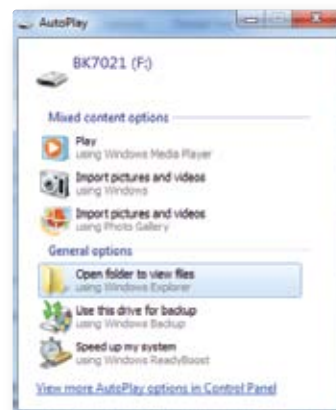 AutoPlay
BK7021 (F:)
Mixed content options
Play
using Windows Media Player
Import pictures and videos
using Windows
Import pictures and videos
using Photo Gallery
General options
Open folder to view files
using Windows Explorer
Use this drive for backup
using Windows Backup
Speed up my system
using Windows ReadyBoost
View more AutoPlay options in Control Panel